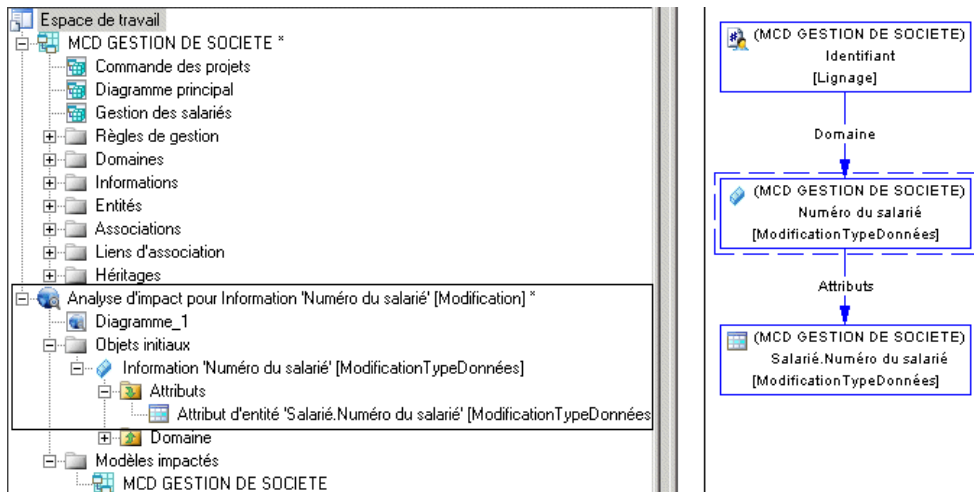 Espace de travail
MCD GESTION DE SOCIETE *
Commande des projets
Diagramme principal
Gestion des salariés
Règles de gestion
Domaines
Informations
Entités
Associations
Liens d'association
Héritages
Analyse d'impact pour Information 'Numéro du salarié' [Modification] *
Diagramme_1
Objets initiaux
Information 'Numéro du salarié' [ModificationTypeDonnées]
Attributs
Attribut d'entité 'Salarié.Numéro du salarié' [ModificationTypeDonnées
Domaine
Modèles impactés
MCD GESTION DE SOCIETE
(MCD GESTION DE SOCIETE)
Identifiant
[Lignage]
Domaine
(MCD GESTION DE SOCIETE)
Numéro du salarié
[ModificationTypeDonnées]
Attributs
(MCD GESTION DE SOCIETE)
Salarié.Numéro du salarié
[ModificationTypeDonnées]